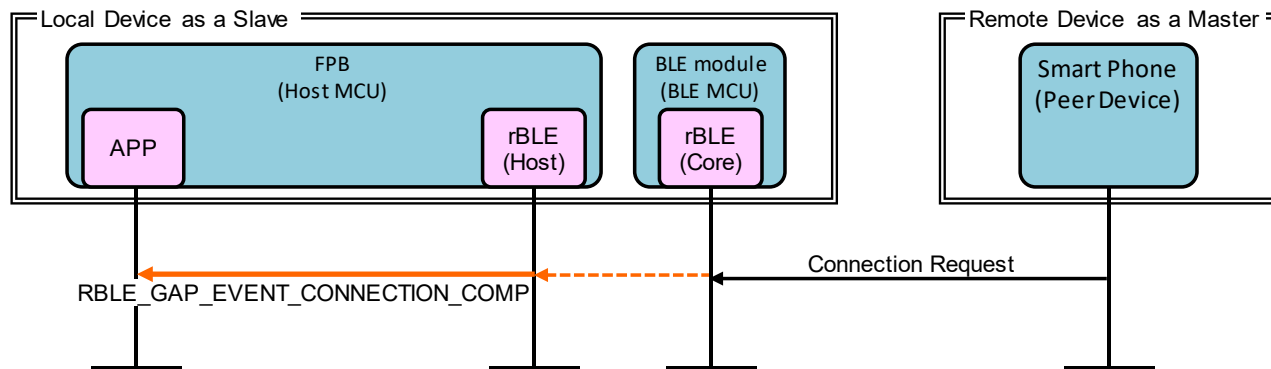 Local Device as a Slave
Remote Device as a Master
FPB
(Host MCU)
BLE module
(BLE MCU)
Smart Phone
(Peer Device)
APP
rBLE
(Host)
rBLE
(Core)
Connection Request
RBLE_GAP_EVENT_CONNECTION_COMP